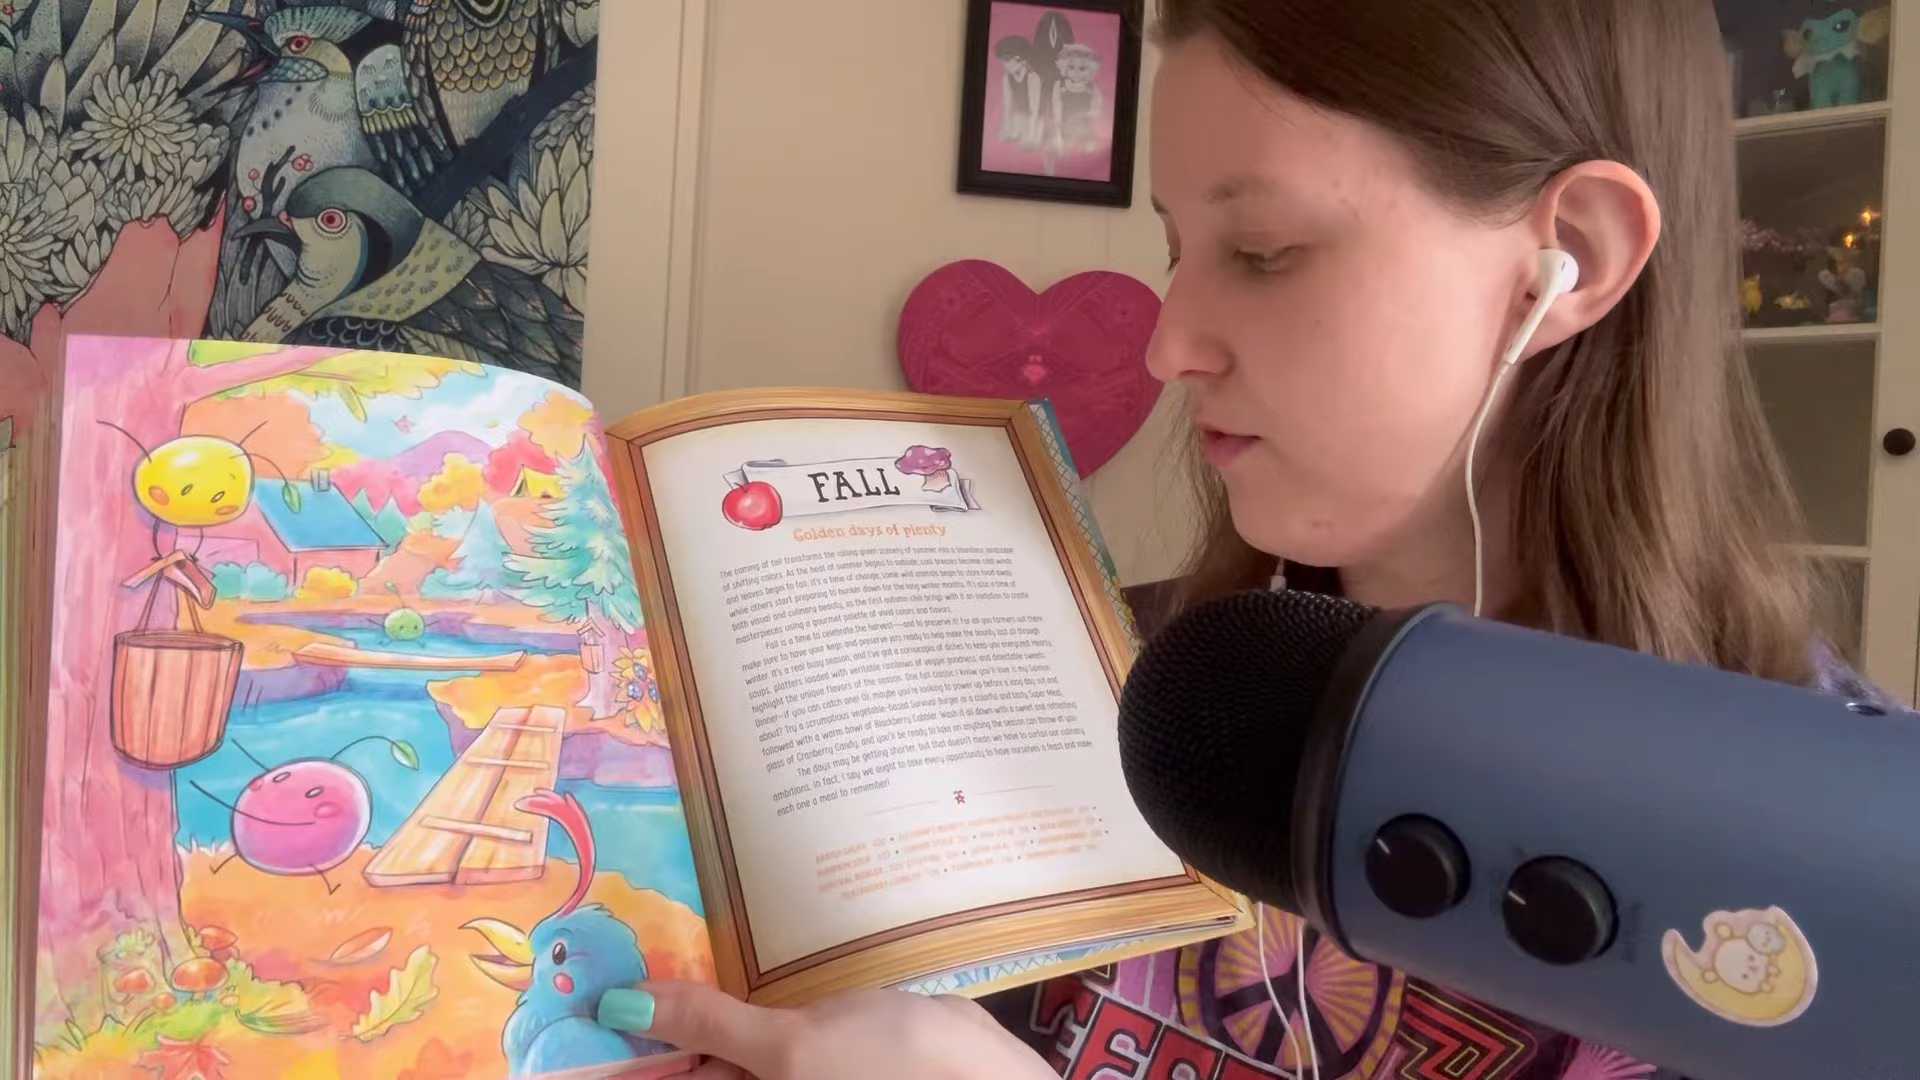 FALL
Golden days of plenty
The coming of fall transforms the rolling green scenery of summer into a boundless landscape
of shifting colors. As the heat of summer begins to subside, cool breezes become cold winds
and leaves begin to fall. It's a time of change; some wild animals begin to store food away
while others start preparing to hunker down for the long winter months. It's also a time of
both visual and culinary beauty, as the first autumn chill brings with it an invitation to create
masterpieces using a gourmet palette of vivid colors and flavors.
Fall is a time to celebrate the harvest—and to preserve it! For all you farmers out there,
make sure to have your kegs and preserve jars ready to help make the bounty last all through
winter. It's a real busy season, and I've got a cornucopia of dishes to keep you energized. Hearty
soups, platters loaded with veritable rainbows of veggie goodness, and delectable sweets
highlight the unique flavors of the season. One fall classic I know you'll love is my Salmon
Dinner—if you can catch one! Or, maybe you're looking to power up before a long day out and
about? Try a scrumptious vegetable-based Survival Burger or a colorful and tasty Super Meal,
followed with a warm bowl of Blackberry Cobbler. Wash it all down with a sweet and refreshing
glass of Cranberry Candy, and you'll be ready to take on anything the season can throw at you!
The days may be getting shorter, but that doesn't mean we have to curtail our culinary
ambitions. In fact, I say we ought to take every opportunity to have ourselves a feast and make
each one a meal to remember!
PUMPKIN SOUP
SURVIVAL BURGER
BLACKBERRY COBBLER